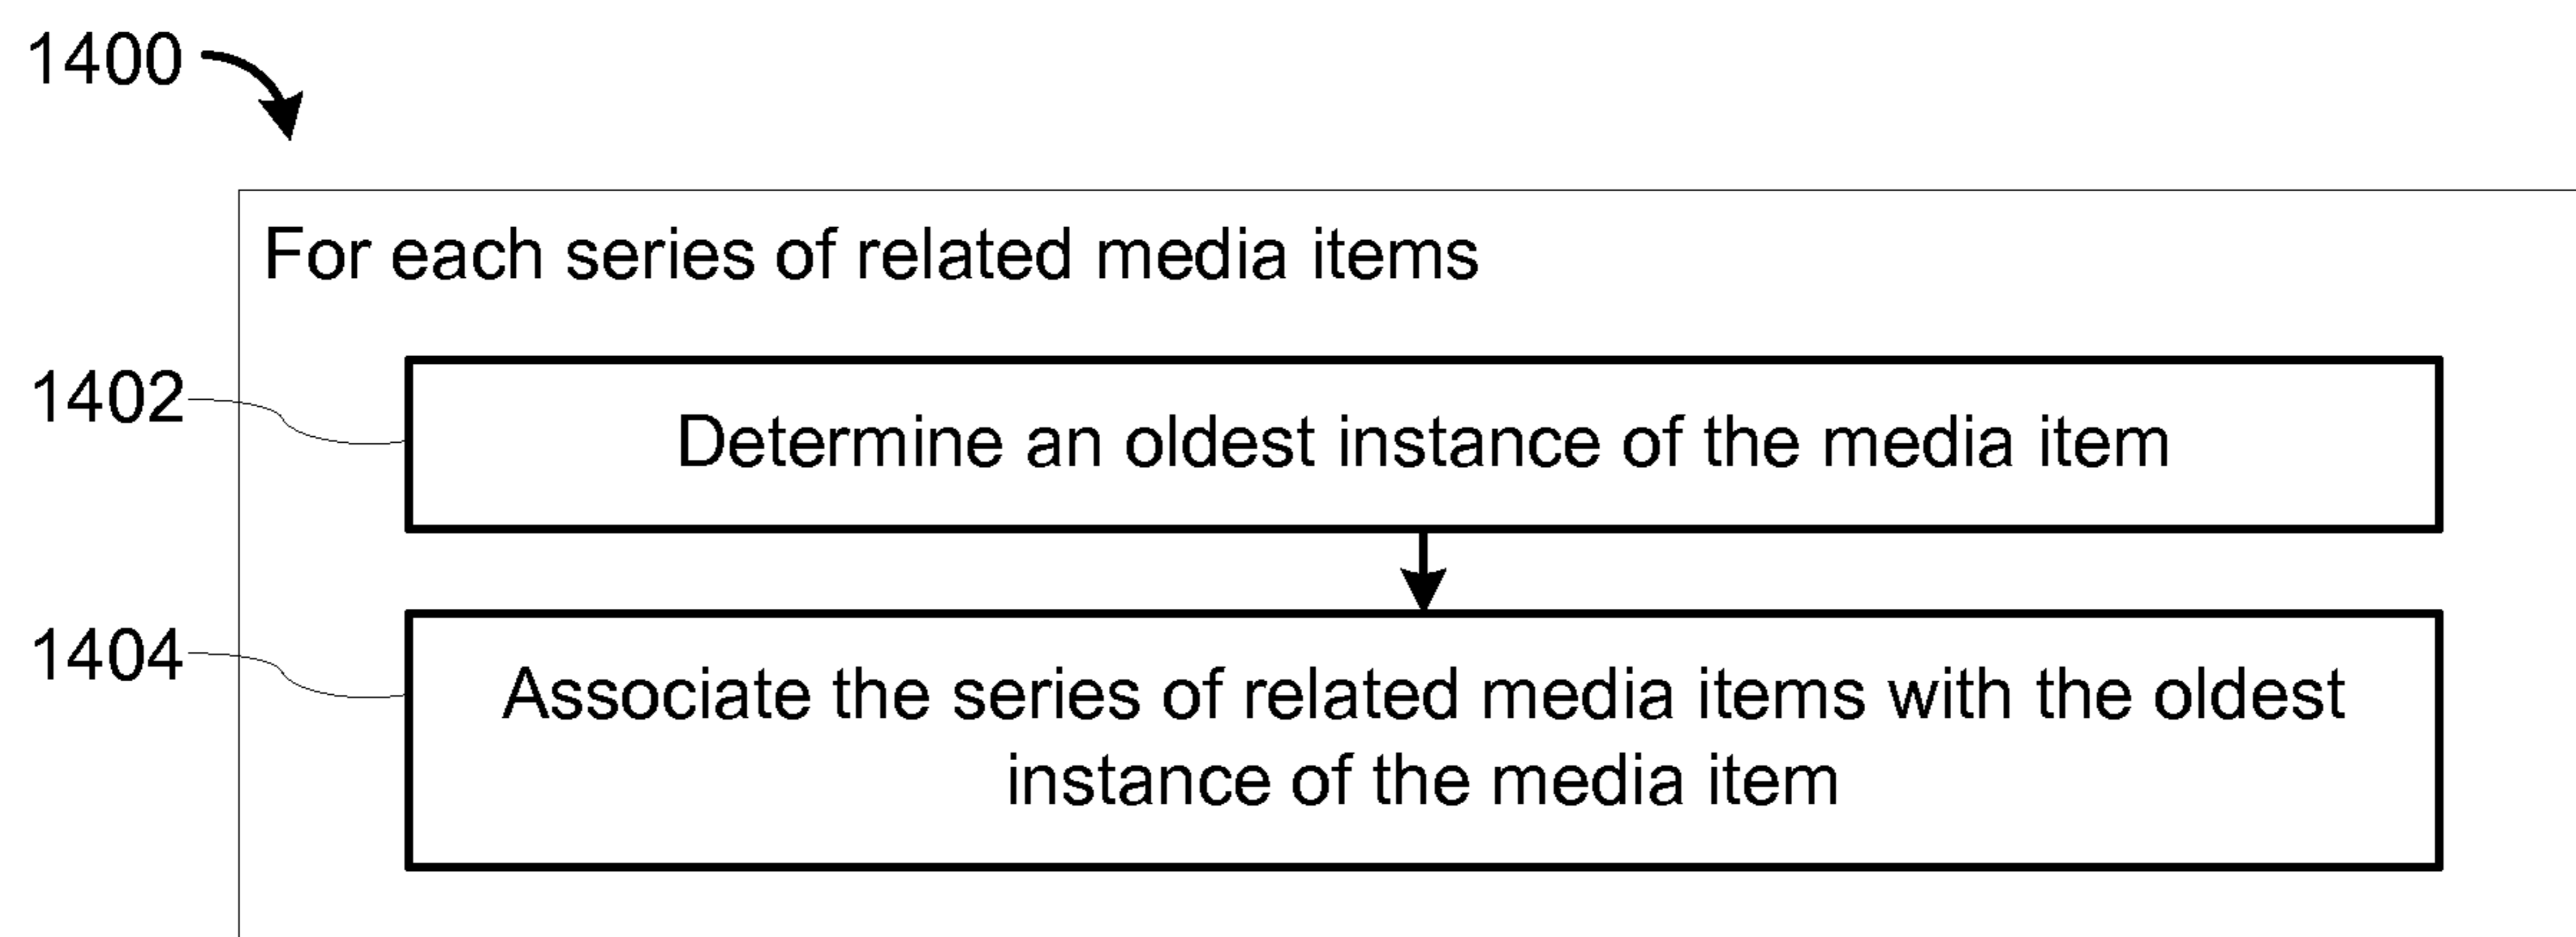 1400
For each series of related media items
1402
Determine an oldest instance of the media item
1404
Associate the series of related media items with the oldest
instance of the media item